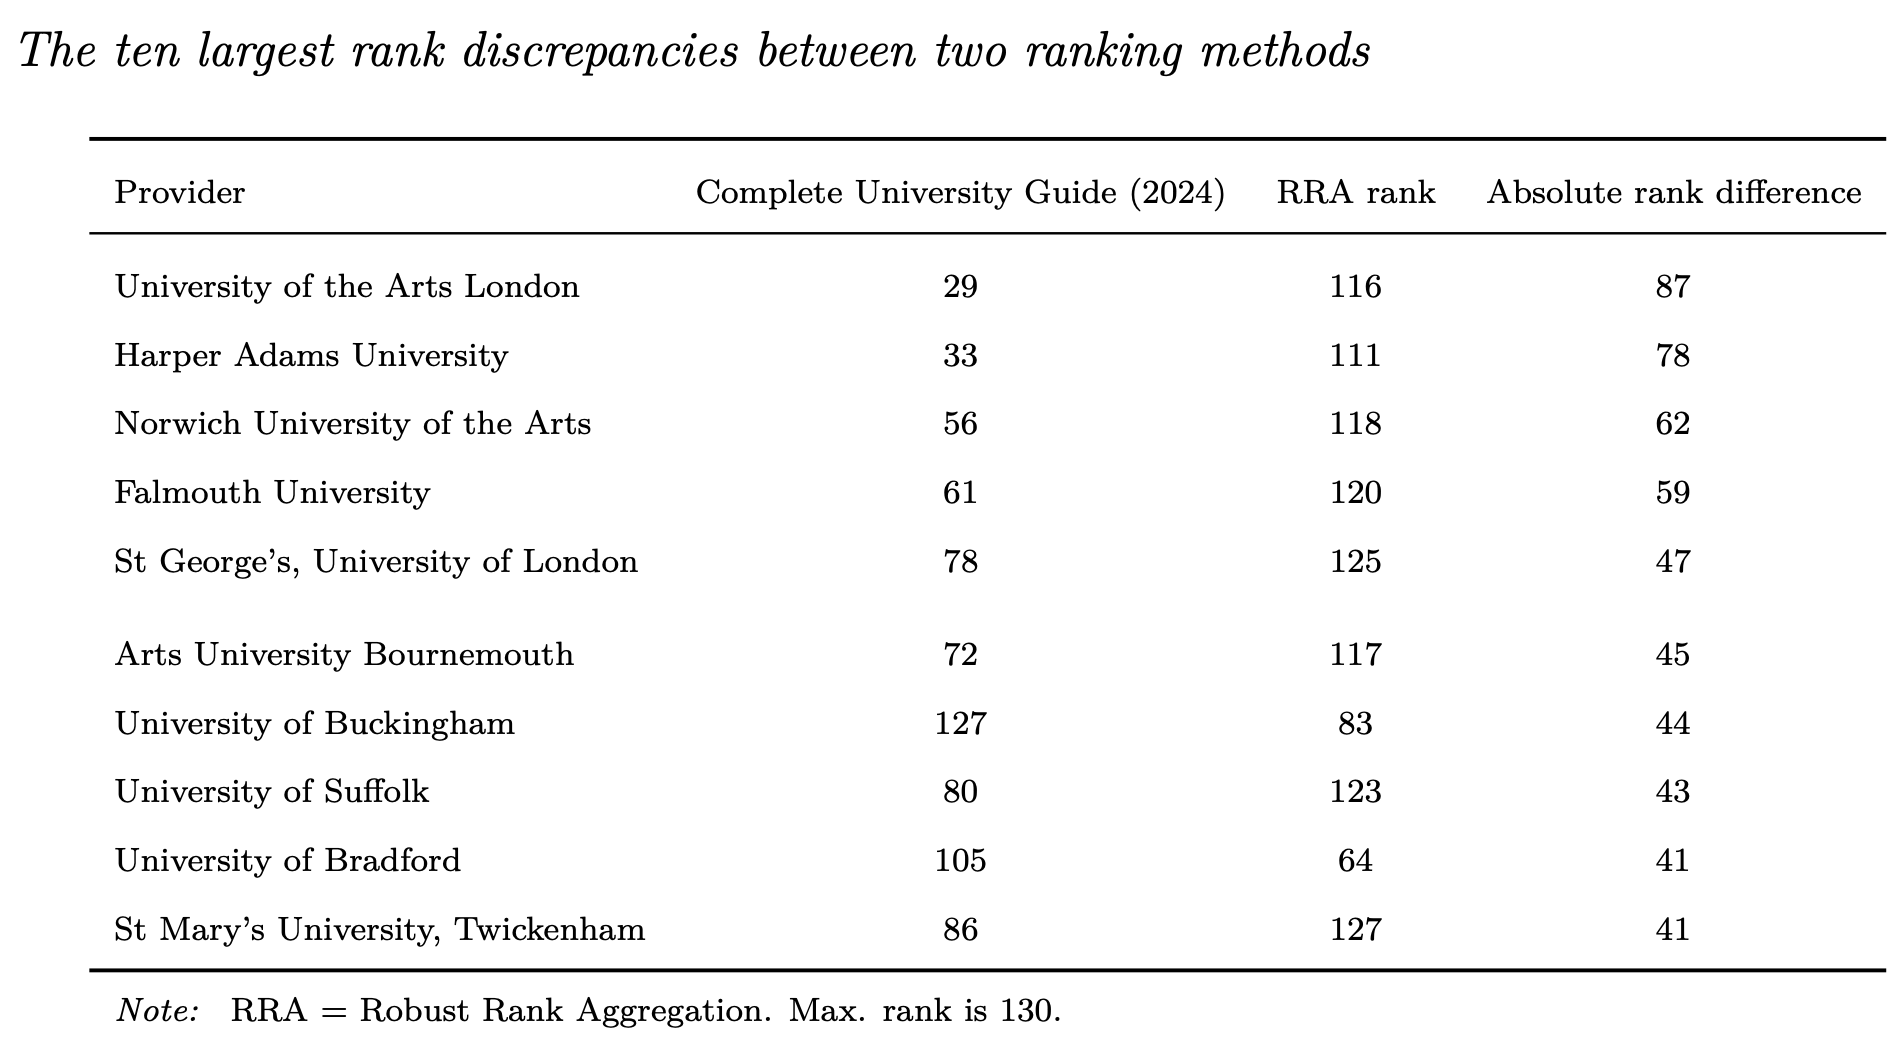 The ten largest rank discrepancies between two ranking methods
Provider Complete University Guide (2024) RRA rank Absolute rank difference
University of the Arts London 29 116 87
Harper Adams University 33 111 78
Norwich University of the Arts 56 118 62
Falmouth University 61 120 59
St George’s, University of London 78 125 47
Arts University Bournemouth 72 117 45
University of Buckingham 127 83 44
University of Suffolk 80 123 43
University of Bradford 105 64 41
St Mary’s University, Twickenham 86 127 41
Note: RRA = Robust Rank Aggregation. Max. rank is 130.